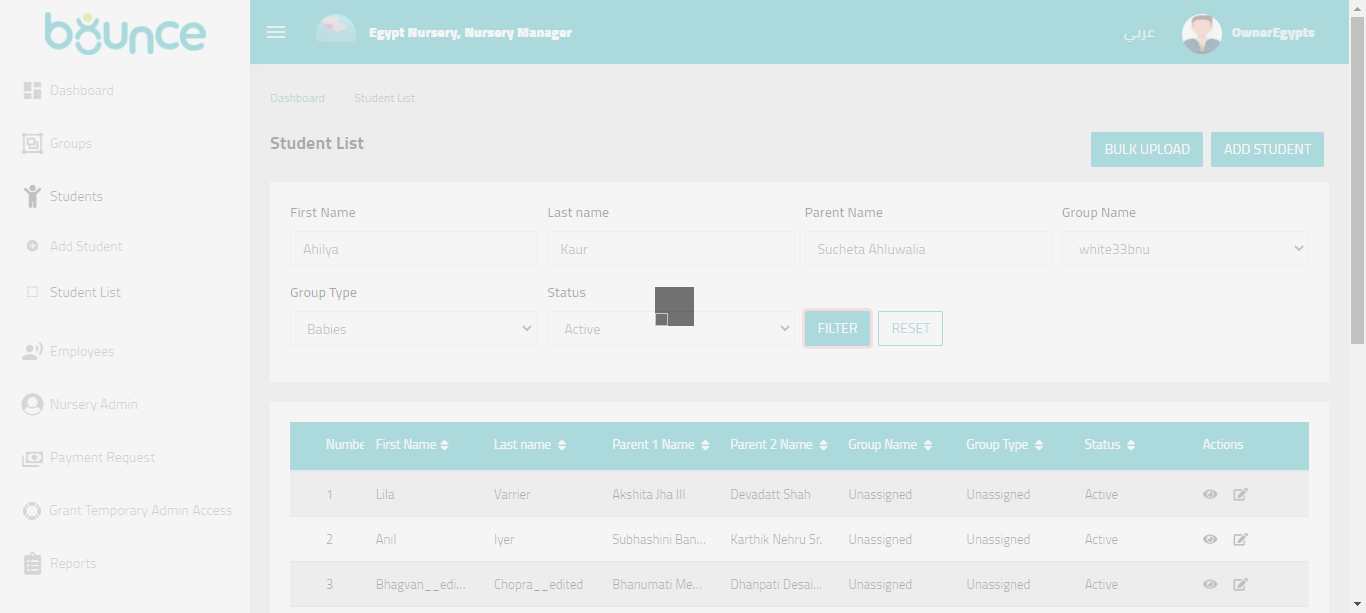 bounce
Egypt Nursery, Nursery Manager
عربي
OwnerEgypts
Dashboard
Groups
Students
Add Student
Student List
Employees
Nursery Admin
Payment Request
Grant Temporary Admin Access
Reports
Dashboard Student List
Student List
BULK UPLOAD ADD STUDENT
First Name Last name Parent Name Group Name
Ahilya Kaur Sucheta Ahluwalia white33bnu
Group Type Status
Babies Active FILTER RESET
Numbe First Name Last name Parent 1 Name Parent 2 Name Group Name Group Type Status Actions
1 Lila Varrier Akshita Jha III Devadatt Shah Unassigned Unassigned Active
2 Anil Iyer Subhashini Ban... Karthik Nehru Sr. Unassigned Unassigned Active
3 Bhagvan__edi... Chopra__edited Bhanumati Me... Dhanpati Desai... Unassigned Unassigned Active